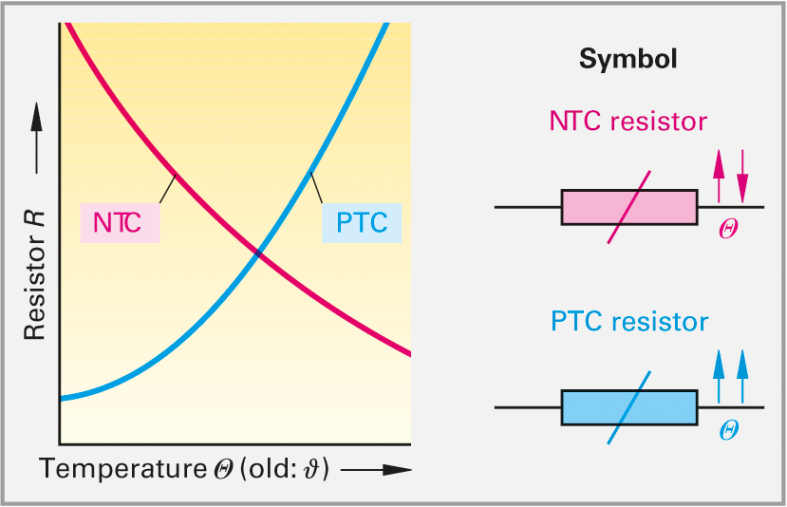 Resistor R
NTC
PTC
Temperature Θ (old: ϑ)
Symbol
NTC resistor
Θ
PTC resistor
Θ